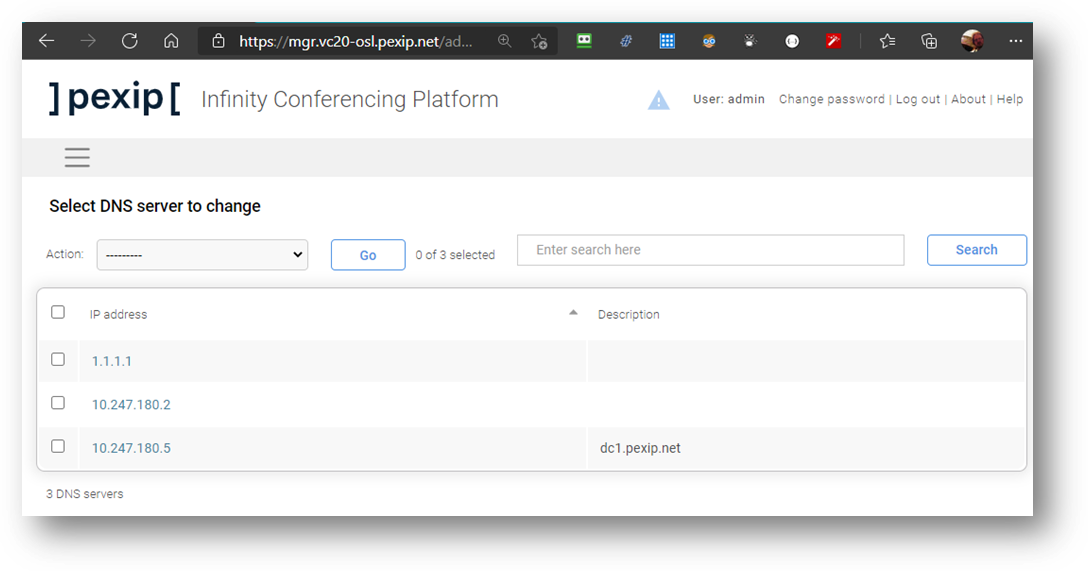 https://mgr.vc20-osl.pexip.net/ad...
]pexip[ Infinity Conferencing Platform
User: admin Change password | Log out | About | Help
Select DNS server to change
Action: --------- Go 0 of 3 selected Enter search here Search
IP address Description
1.1.1.1
10.247.180.2
10.247.180.5 dc1.pexip.net
3 DNS servers